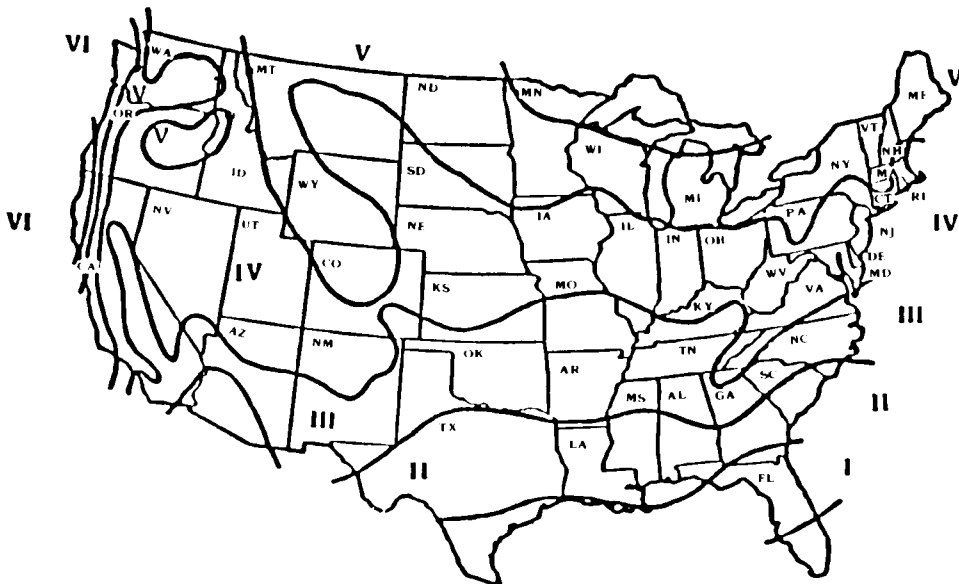 VI
WA
V
MT
ND
MN
ME
V
V
OR
V
VT
NH
WI
NY
MI
M
CT
RI
ID
WY
SD
VI
NV
UT
NE
IA
IL
IN
OH
PA
NJ
IV
CA
IV
CO
KS
MO
WV
VA
DE
MD
KY
III
AZ
NM
OK
TN
NC
AR
SC
MS
AL
GA
II
III
TX
LA
II
FL
I